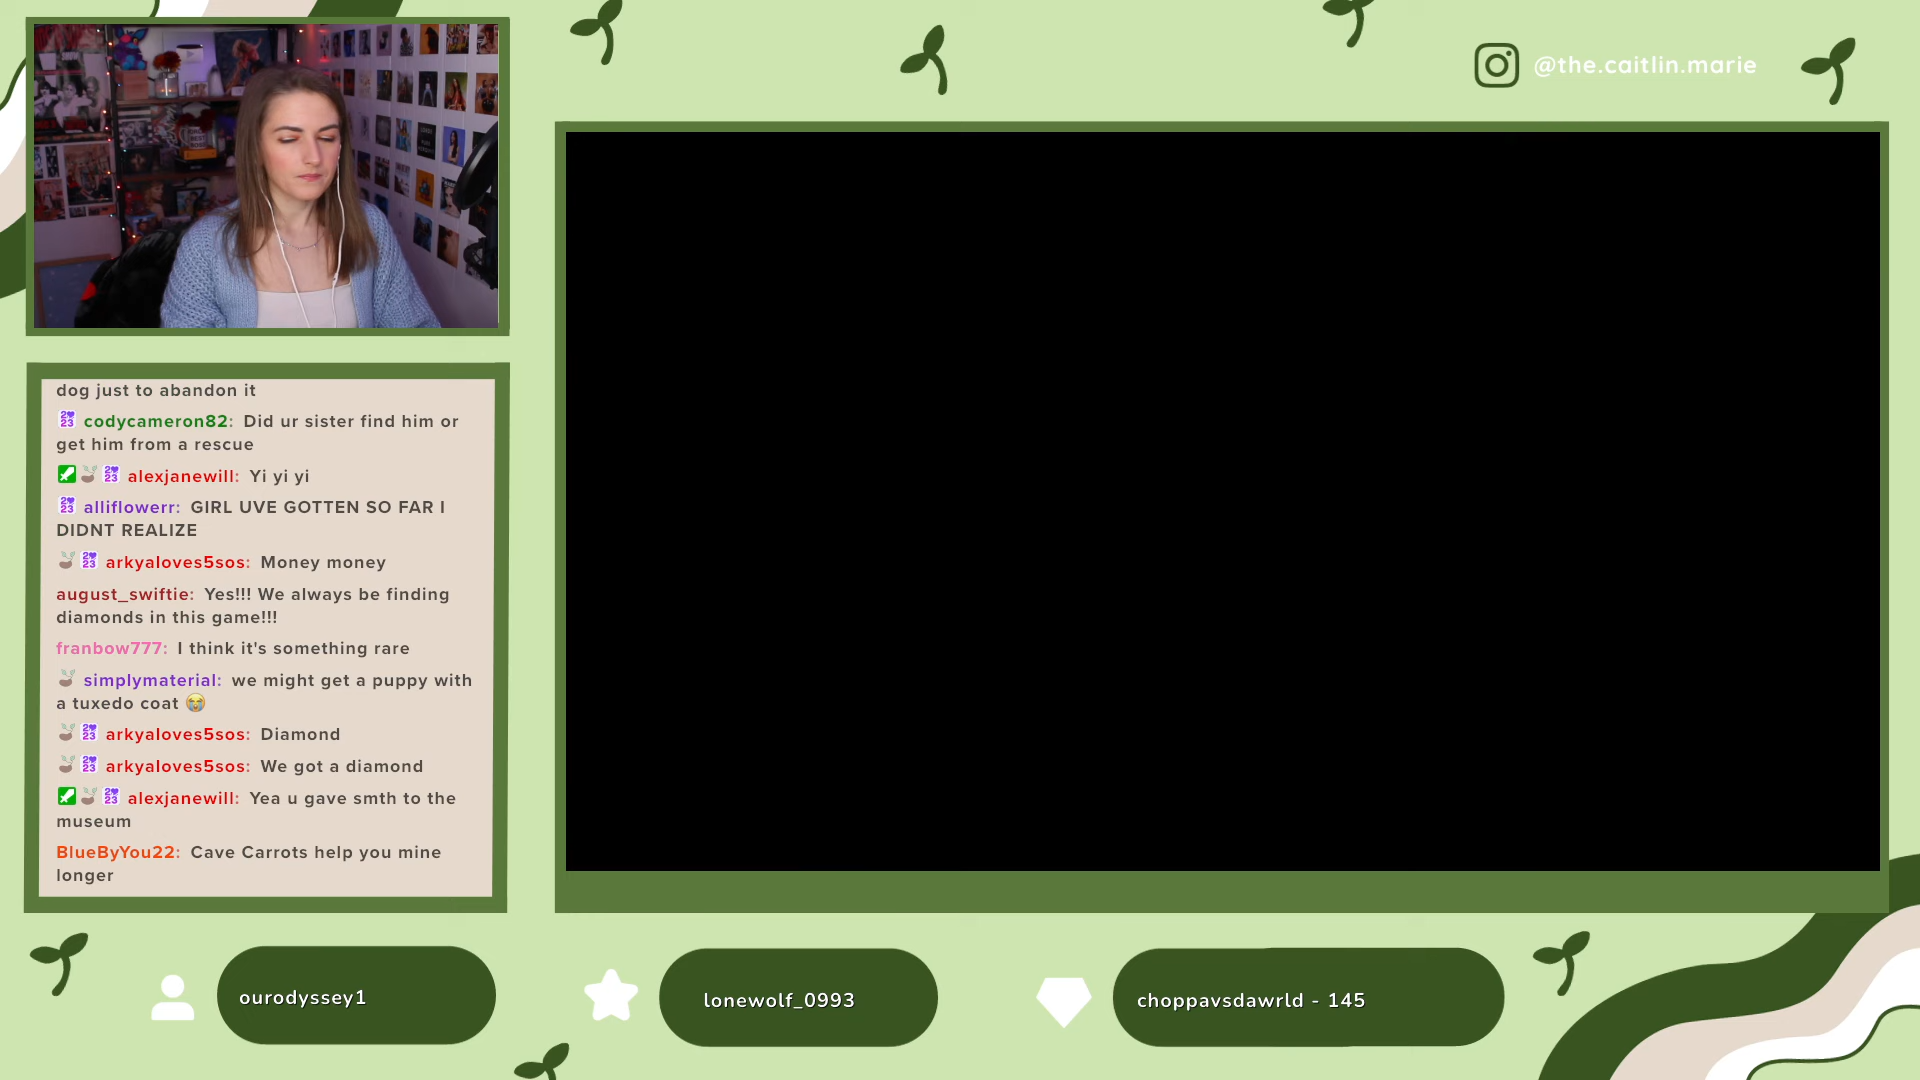 @the.caitlin.marie
dog just to abandon it
codycameron82: Did ur sister find him or
get him from a rescue
alexjanewill: Yi yi yi
alliflowerr: GIRL UVE GOTTEN SO FAR I
DIDNT REALIZE
arkyaloves5sos: Money money
august_swiftie: Yes!!! We always be finding
diamonds in this game!!!
franbow777: I think it's something rare
simplymaterial: we might get a puppy with
a tuxedo coat 😭
arkyaloves5sos: Diamond
arkyaloves5sos: We got a diamond
alexjanewill: Yea u gave smth to the
museum
BlueByYou22: Cave Carrots help you mine
longer
ourodyssey1
lonewolf_0993
choppavsdawrld - 145